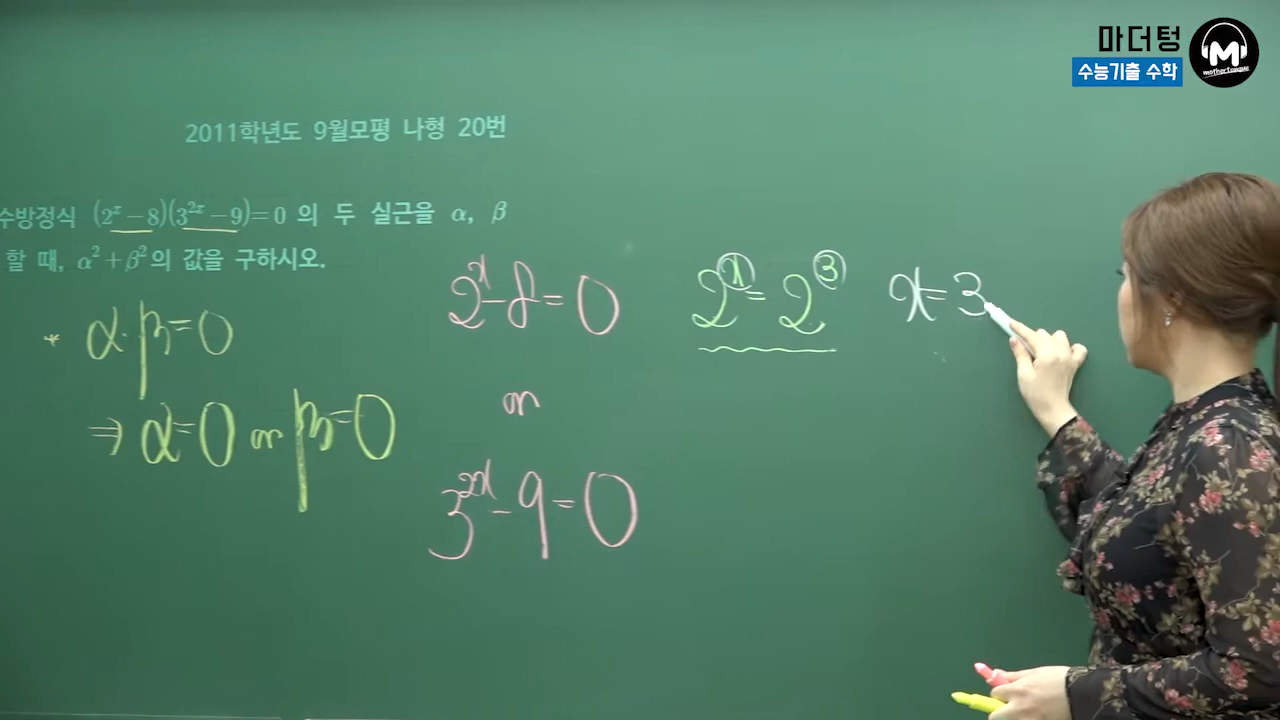 마더텅
수능기출 수학
M
mothertongue
2011학년도 9월모평 나형 20번
수방정식 (2^x − 8)(3^{2x} − 9) = 0 의 두 실근을 α, β
할 때, α² + β²의 값을 구하시오.
* α·β=0
⇒ α=0 or β=0
2^x − 8 = 0
or
3^{2x} − 9 = 0
2^x = 2^3
x = 3